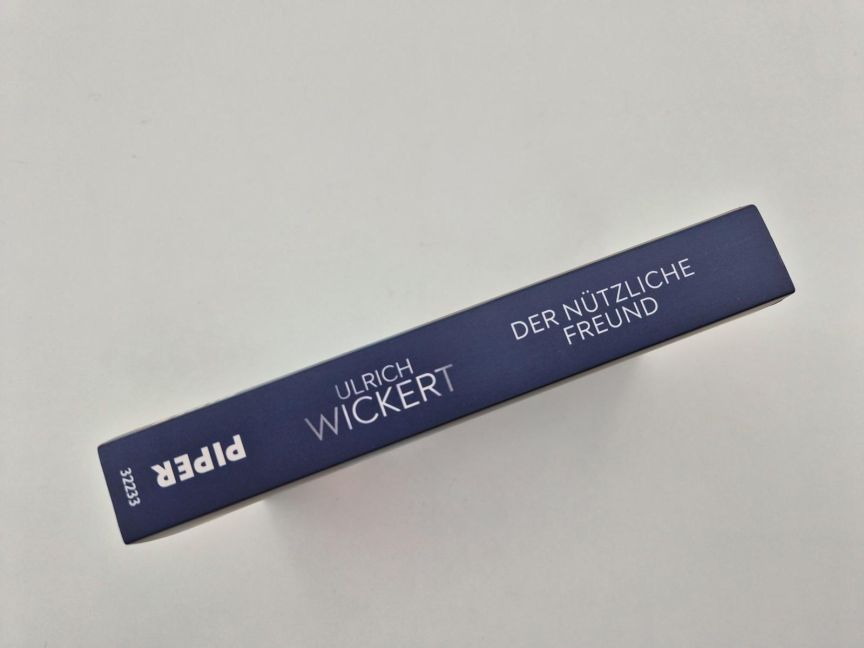 32233
PIPER
ULRICH
WICKERT
DER NÜTZLICHE
FREUND